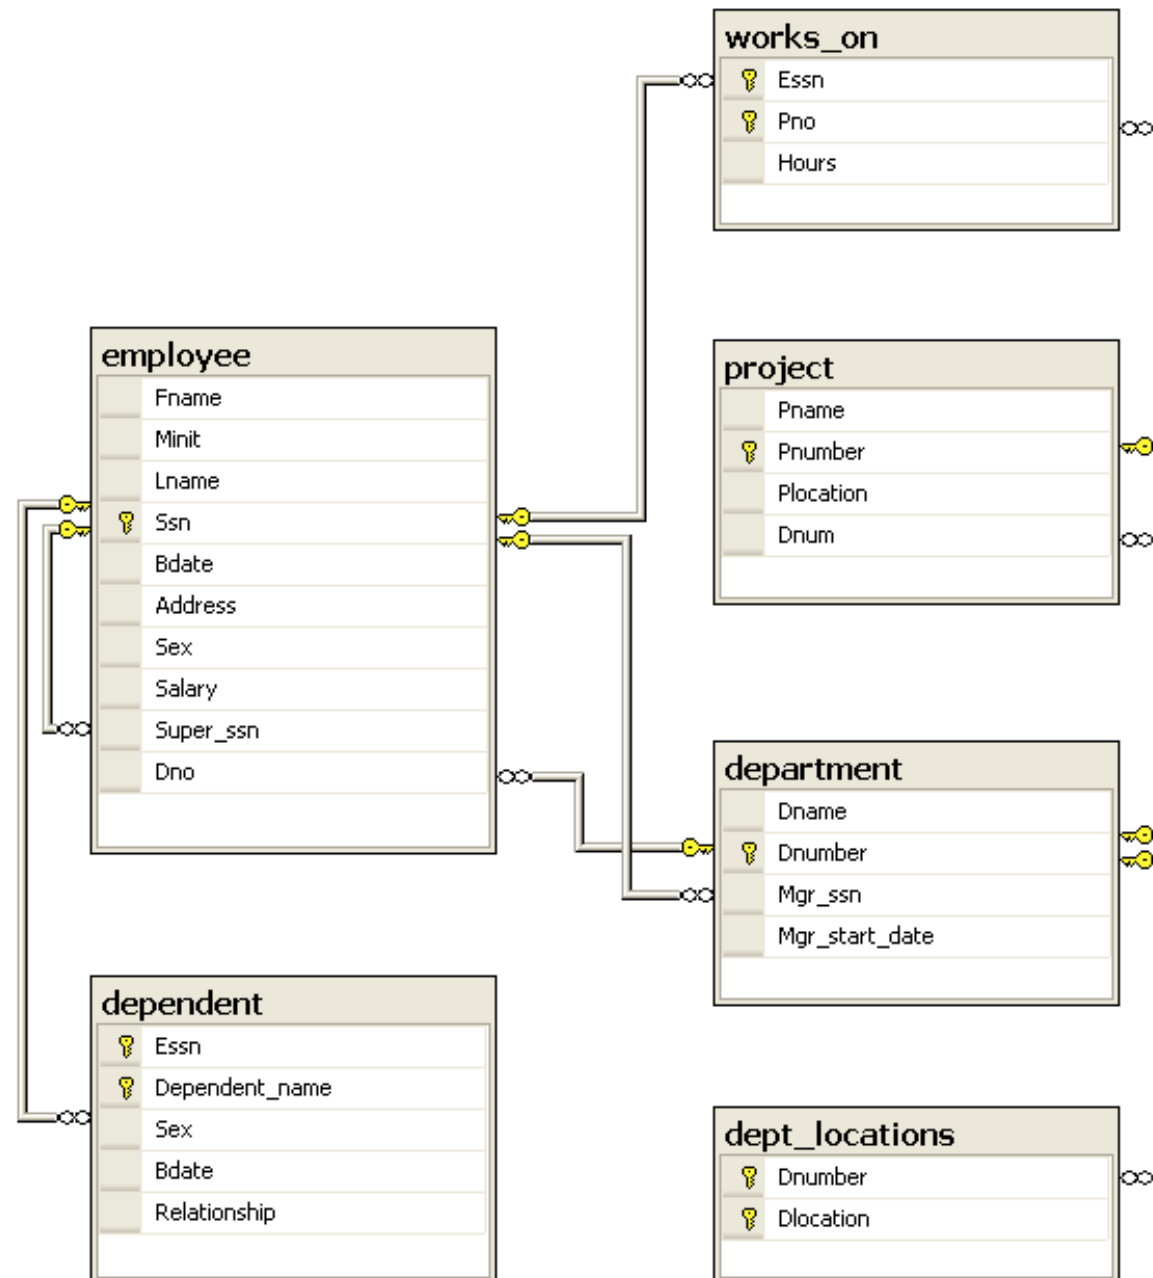 works_on
Essn
Pno
Hours
employee
Fname
Minit
Lname
Ssn
Bdate
Address
Sex
Salary
Super_ssn
Dno
project
Pname
Pnumber
Plocation
Dnum
department
Dname
Dnumber
Mgr_ssn
Mgr_start_date
dependent
Essn
Dependent_name
Sex
Bdate
Relationship
dept_locations
Dnumber
Dlocation